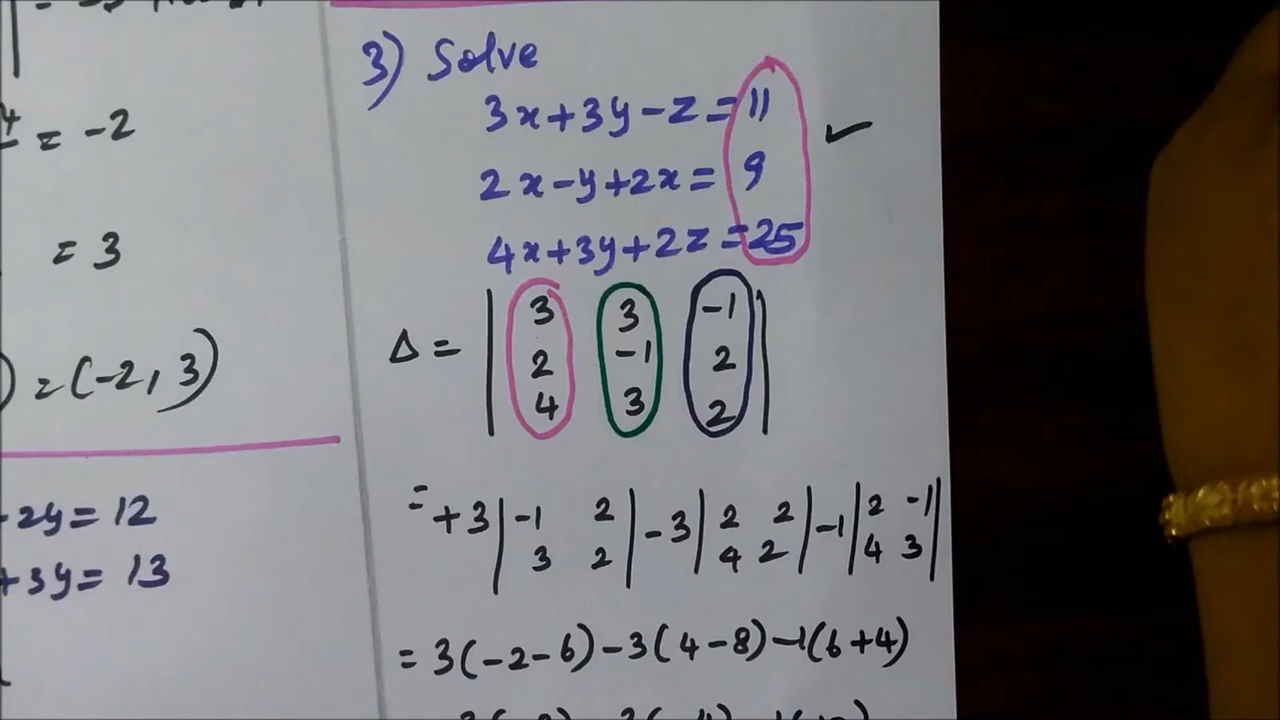 = -2
= 3
= (-2, 3)
2y = 12
+3y = 13
3) Solve
3x+3y-z = 11
2x-y+2x = 9
4x+3y+2z = 25
Δ = | 3 3 -1 |
| 2 -1 2 |
| 4 3 2 |
= +3 | -1 2 | -3 | 2 2 | -1 | 2 -1 |
| 3 2 | | 4 2 | | 4 3 |
= 3(-2-6) -3(4-8) -1(6+4)